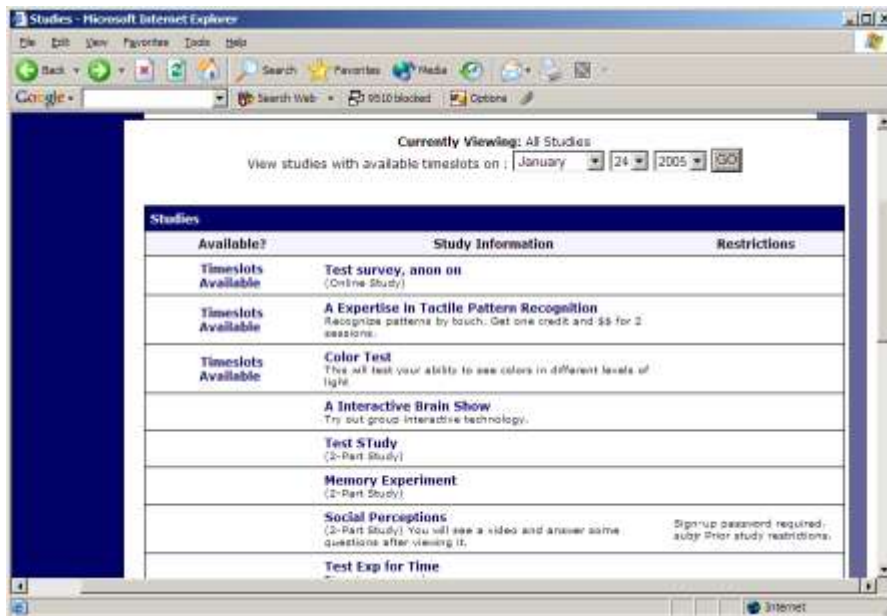 Studies - Microsoft Internet Explorer
File Edit View Favorites Tools Help
Back Search Favorites Media
Google Search Web 9510 blocked Options
Currently Viewing: All Studies
View studies with available timeslots on : January 24 2005 GO
Studies
Available? Study Information Restrictions
Timeslots Available
Test survey, anon on
(Online Study)
Timeslots Available
A Expertise in Tactile Pattern Recognition
Recognize patterns by touch. Get one credit and $$ for 2
sessions.
Timeslots Available
Color Test
This will test your ability to see colors in different levels of
light
A Interactive Brain Show
Try out group interactive technology.
Test STudy
(2-Part Study)
Memory Experiment
(2-Part Study)
Social Perceptions
(2-Part Study) You will see a video and answer some
questions after viewing it.
Sign-up password required.
subjr Prior study restrictions.
Test Exp for Time
Internet